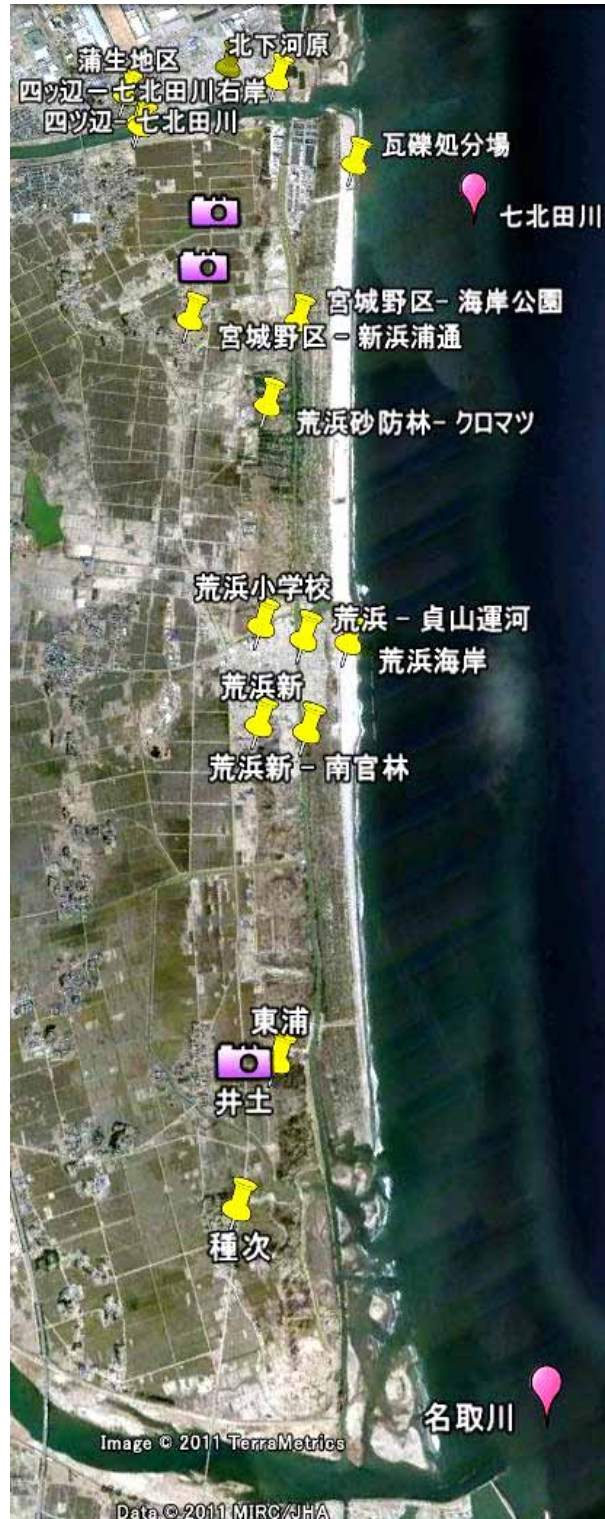 北下河原
蒲生地区
四ッ辺ー七北田川右岸
四ツ辺-七北田川
瓦礫処分場
七北田川
宮城野区- 海岸公園
宮城野区 - 新浜浦通
荒浜砂防林- クロマツ
荒浜小学校
荒浜 - 貞山運河
荒浜海岸
荒浜新
荒浜新 - 南官林
東浦
井土
種次
名取川
Image © 2011 TerraMetrics
Data © 2011 MIRC/JHA